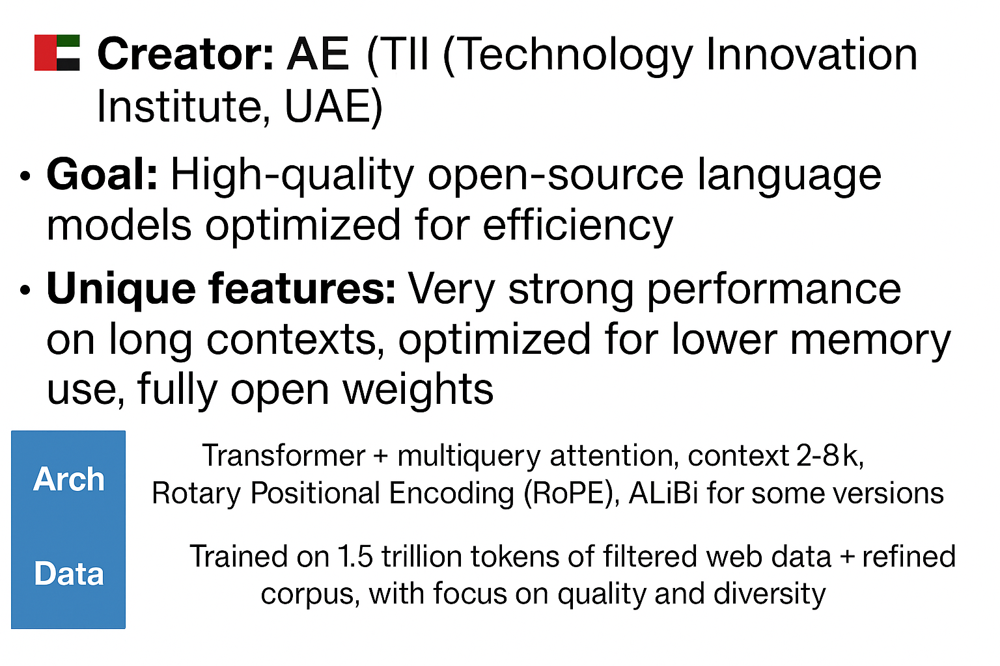 Creator: AE (TII (Technology Innovation
Institute, UAE)
• Goal: High-quality open-source language
models optimized for efficiency
• Unique features: Very strong performance
on long contexts, optimized for lower memory
use, fully open weights
Arch
Transformer + multiquery attention, context 2-8k,
Rotary Positional Encoding (RoPE), ALiBi for some versions
Data
Trained on 1.5 trillion tokens of filtered web data + refined
corpus, with focus on quality and diversity